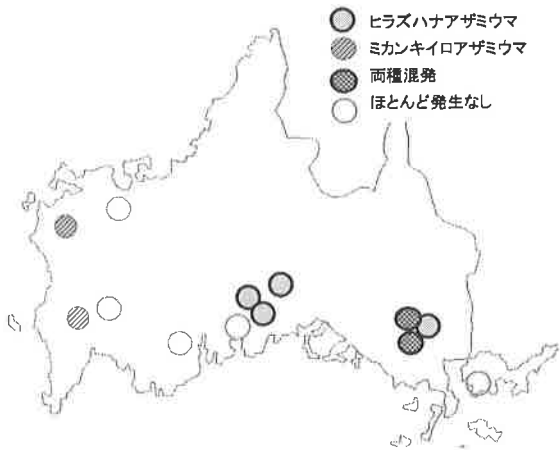 ヒラズハナアザミウマ
ミカンキイロアザミウマ
両種混発
ほとんど発生なし